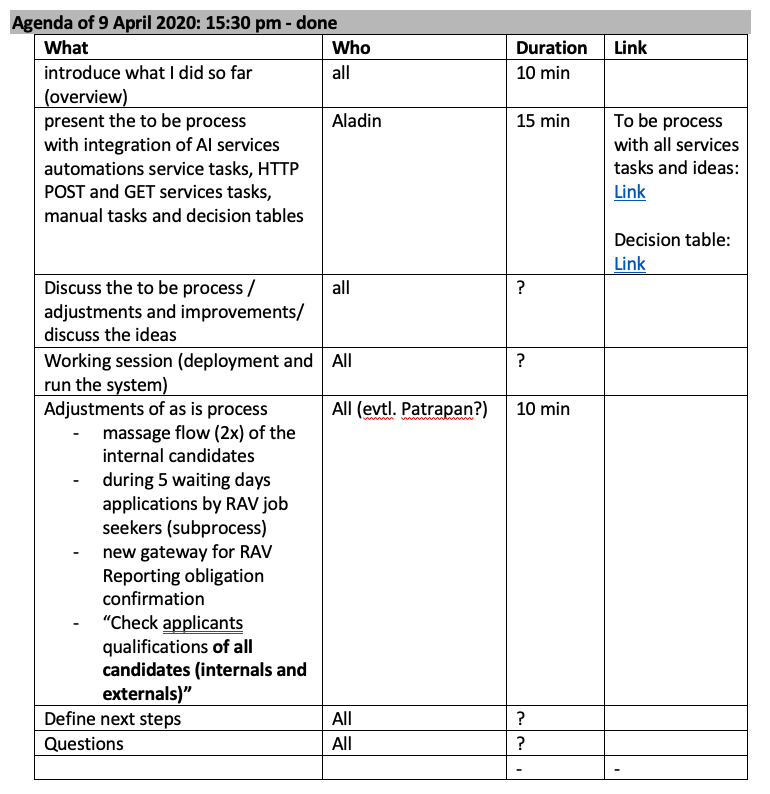 Agenda of 9 April 2020: 15:30 pm - done
What Who Duration Link
introduce what I did so far all 10 min
(overview)
present the to be process Aladin 15 min To be process
with integration of AI services with all services
automations service tasks, HTTP tasks and ideas:
POST and GET services tasks, Link
manual tasks and decision tables
Decision table:
Link
Discuss the to be process / all ?
adjustments and improvements/
discuss the ideas
Working session (deployment and All ?
run the system)
Adjustments of as is process All (evtl. Patrapan?) 10 min
- massage flow (2x) of the
internal candidates
- during 5 waiting days
applications by RAV job
seekers (subprocess)
- new gateway for RAV
Reporting obligation
confirmation
- “Check applicants
qualifications of all
candidates (internals and
externals)”
Define next steps All ?
Questions All ?
- -